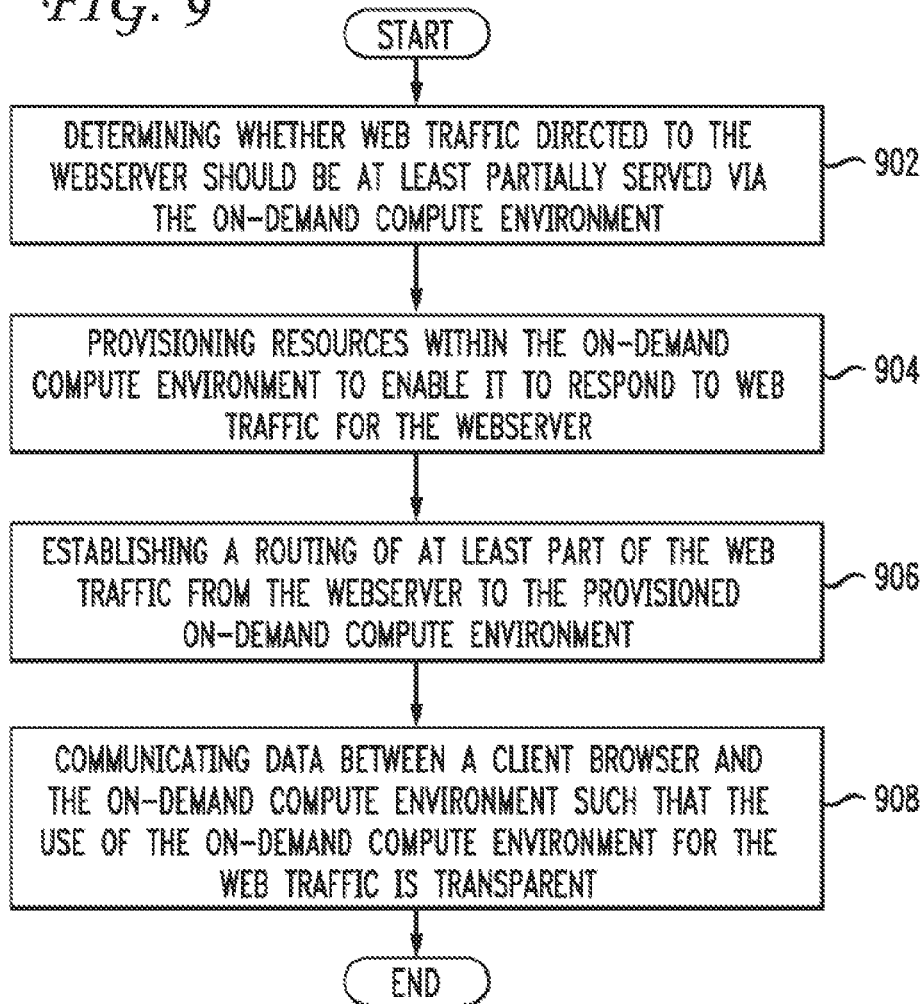 FIG. 9
START
DETERMINING WHETHER WEB TRAFFIC DIRECTED TO THE
WEBSERVER SHOULD BE AT LEAST PARTIALLY SERVED VIA
THE ON-DEMAND COMPUTE ENVIRONMENT
902
PROVISIONING RESOURCES WITHIN THE ON-DEMAND
COMPUTE ENVIRONMENT TO ENABLE IT TO RESPOND TO WEB
TRAFFIC FOR THE WEBSERVER
904
ESTABLISHING A ROUTING OF AT LEAST PART OF THE WEB
TRAFFIC FROM THE WEBSERVER TO THE PROVISIONED
ON-DEMAND COMPUTE ENVIRONMENT
906
COMMUNICATING DATA BETWEEN A CLIENT BROWSER AND
THE ON-DEMAND COMPUTE ENVIRONMENT SUCH THAT THE
USE OF THE ON-DEMAND COMPUTE ENVIRONMENT FOR THE
WEB TRAFFIC IS TRANSPARENT
908
END